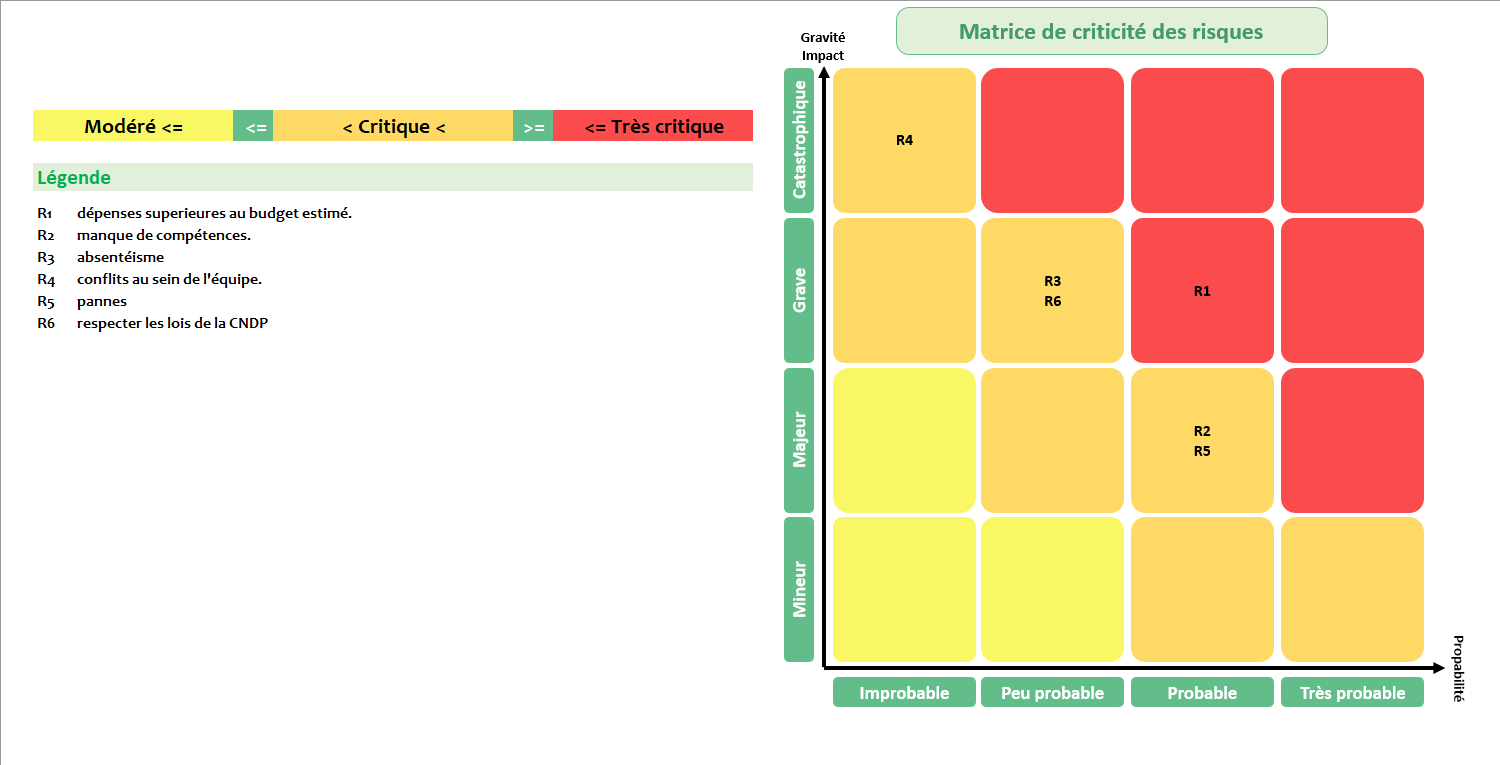 Matrice de criticité des risques
Gravité
Impact
Modéré <=
<=
< Critique <
>=
<= Très critique
Légende
R1 dépenses superieures au budget estimé.
R2 manque de compétences.
R3 absentéisme
R4 conflits au sein de l'équipe.
R5 pannes
R6 respecter les lois de la CNDP
Catastrophique
R4
Grave
R3
R6
R1
Majeur
R2
R5
Mineur
Propabilité
Improbable
Peu probable
Probable
Très probable